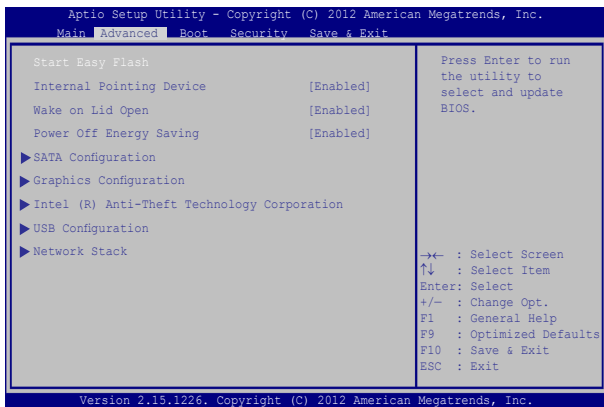 Aptio Setup Utility - Copyright (C) 2012 American Megatrends, Inc.
Main Advanced Boot Security Save & Exit
Start Easy Flash
Internal Pointing Device [Enabled]
Wake on Lid Open [Enabled]
Power Off Energy Saving [Enabled]
SATA Configuration
Graphics Configuration
Intel (R) Anti-Theft Technology Corporation
USB Configuration
Network Stack
Press Enter to run
the utility to
select and update
BIOS.
→← : Select Screen
↑↓ : Select Item
Enter: Select
+/— : Change Opt.
F1 : General Help
F9 : Optimized Defaults
F10 : Save & Exit
ESC : Exit
Version 2.15.1226. Copyright (C) 2012 American Megatrends, Inc.